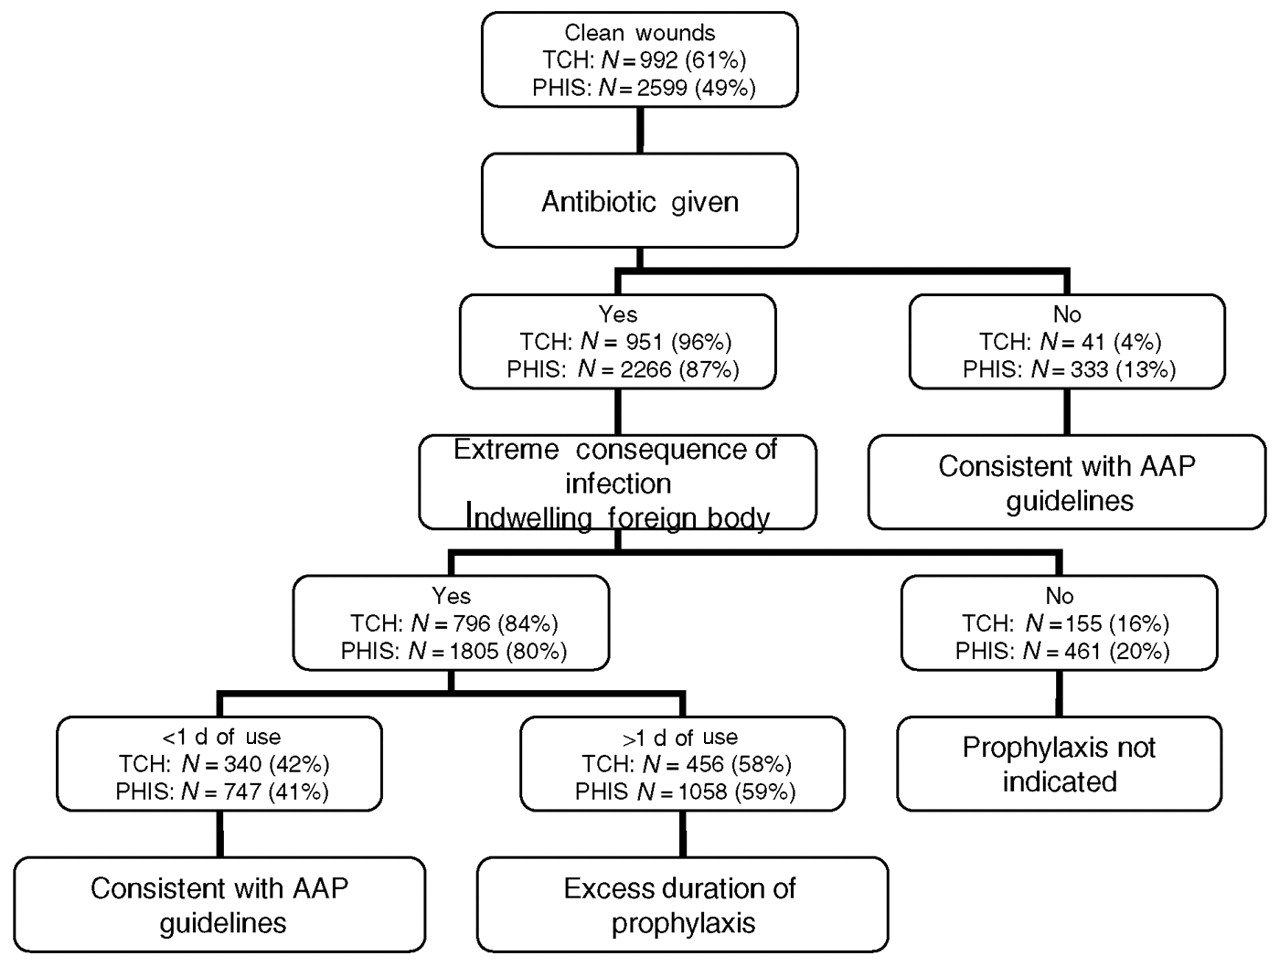 Clean wounds
TCH: N = 992 (61%)
PHIS: N = 2599 (49%)
Antibiotic given
Yes
TCH: N = 951 (96%)
PHIS: N = 2266 (87%)
No
TCH: N = 41 (4%)
PHIS: N = 333 (13%)
Extreme consequence of
infection
Indwelling foreign body
Consistent with AAP
guidelines
Yes
TCH: N = 796 (84%)
PHIS: N = 1805 (80%)
No
TCH: N = 155 (16%)
PHIS: N = 461 (20%)
<1 d of use
TCH: N = 340 (42%)
PHIS: N = 747 (41%)
>1 d of use
TCH: N = 456 (58%)
PHIS N = 1058 (59%)
Prophylaxis not
indicated
Consistent with AAP
guidelines
Excess duration of
prophylaxis